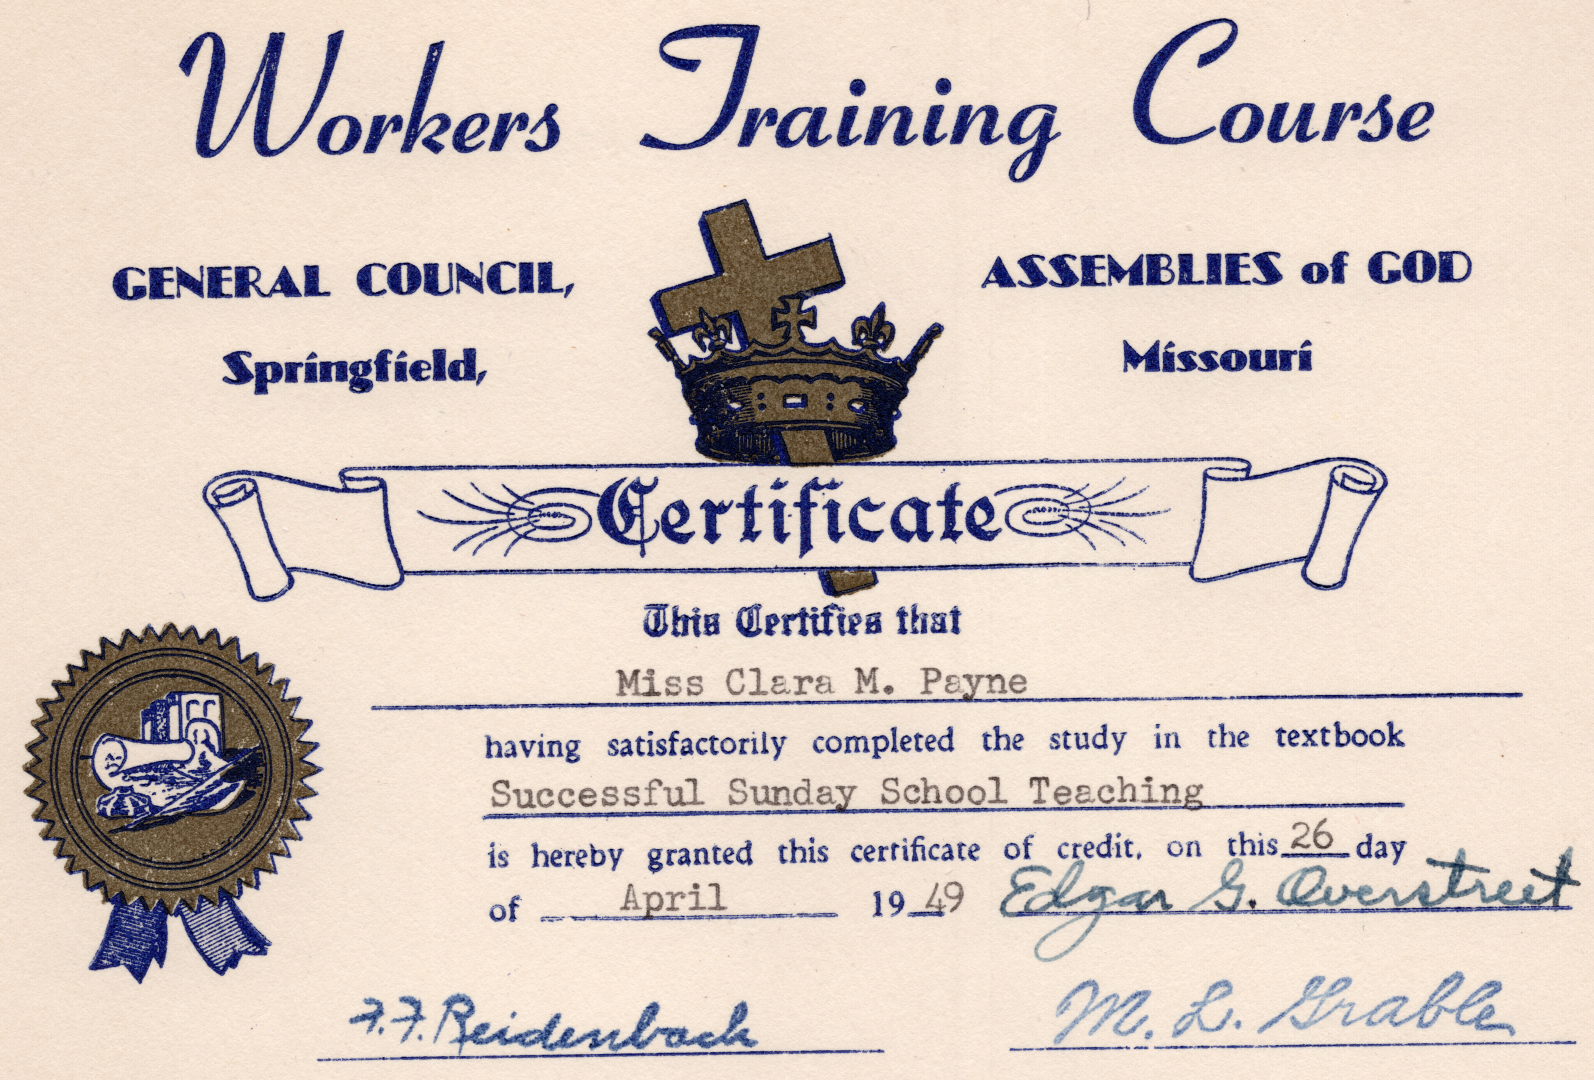 Workers Training Course
GENERAL COUNCIL, ASSEMBLIES of GOD
Springfield, Missouri
Certificate
This Certifies that
Miss Clara M. Payne
having satisfactorily completed the study in the textbook
Successful Sunday School Teaching
is hereby granted this certificate of credit, on this 26 day
of April 1949 Edgar G. Overstreet
F.F. Reidenback M. L. Grable